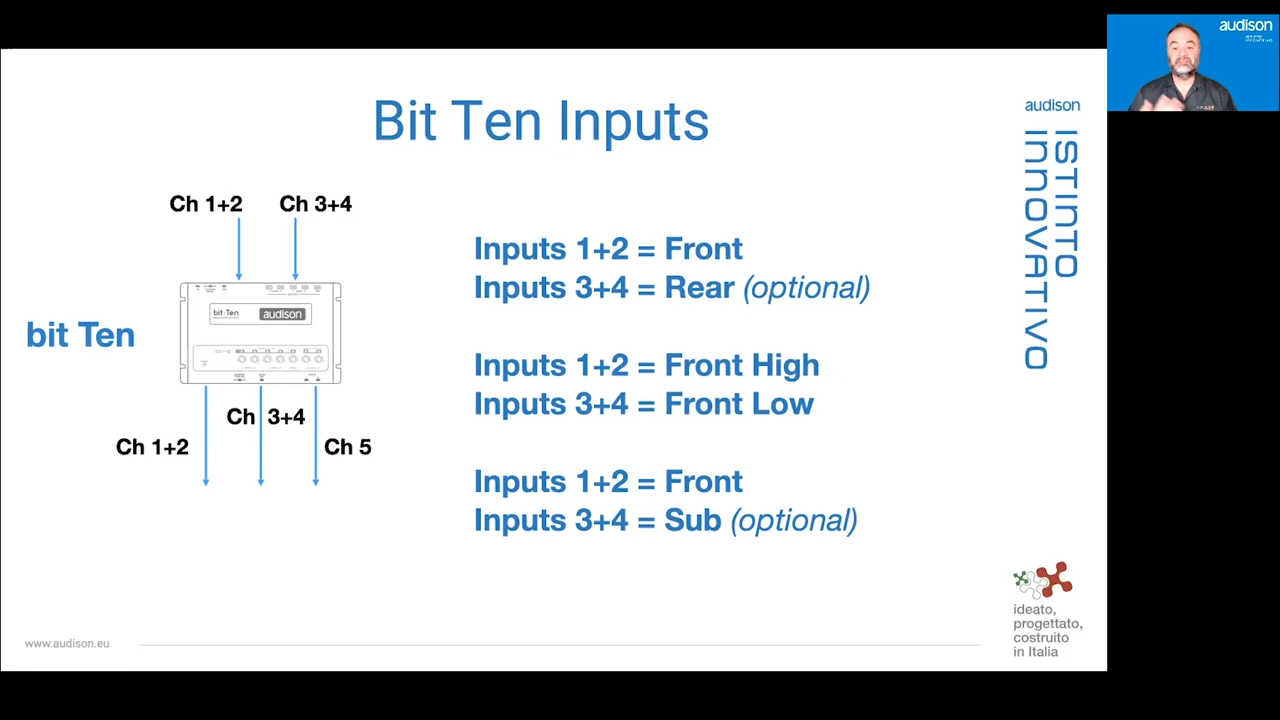 audison
Bit Ten Inputs
audison
ISTINTO
INNOVATIVO
Ch 1+2
Ch 3+4
Inputs 1+2 = Front
Inputs 3+4 = Rear (optional)
bit Ten
bit Ten
audison
Inputs 1+2 = Front High
Inputs 3+4 = Front Low
Ch 3+4
Ch 1+2
Ch 5
Inputs 1+2 = Front
Inputs 3+4 = Sub (optional)
ideato,
progettato,
costruito
in Italia
www.audison.eu